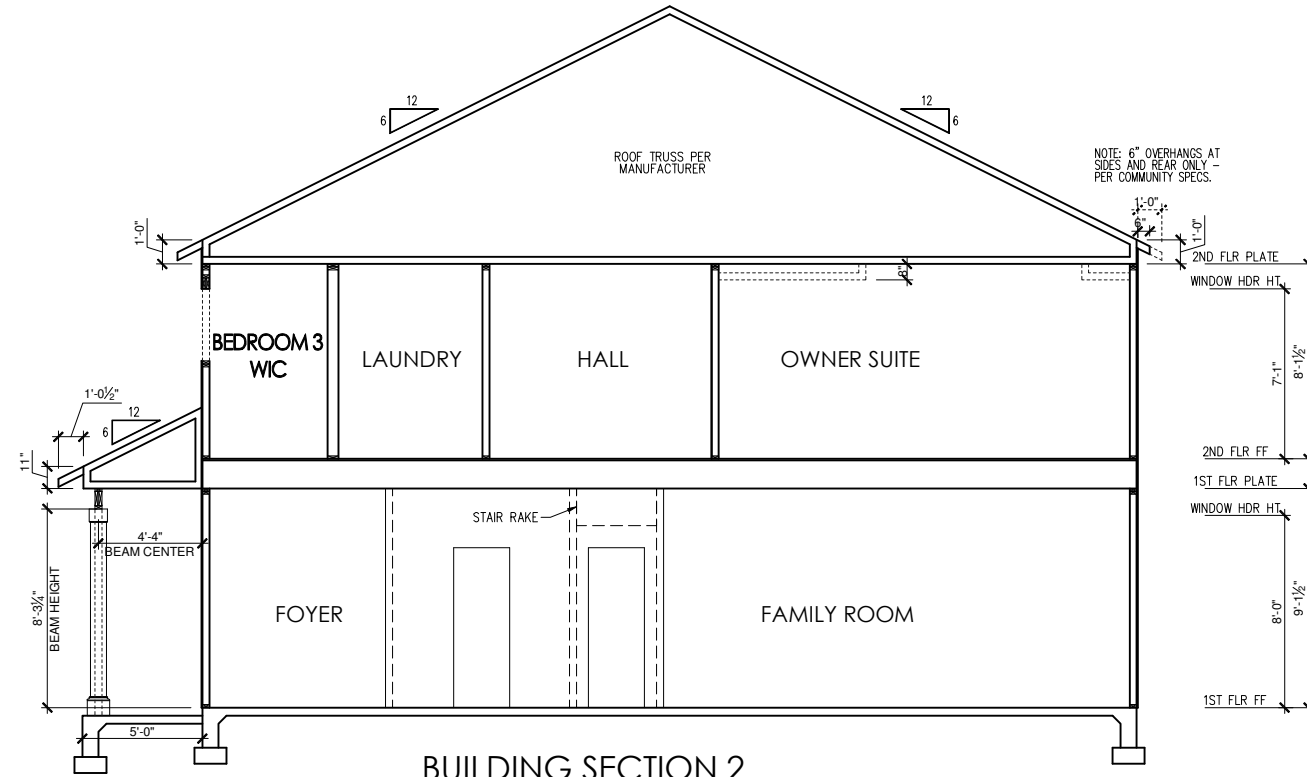 12
6
12
6
ROOF TRUSS PER
MANUFACTURER
NOTE: 6" OVERHANGS AT
SIDES AND REAR ONLY –
PER COMMUNITY SPECS.
1'-0"
6"
1'-0"
1'-0"
2ND FLR PLATE
WINDOW HDR HT
8"
BEDROOM 3
WIC
LAUNDRY
HALL
OWNER SUITE
7'-1"
8'-1½"
1'-0½"
12
6
11"
2ND FLR FF
1ST FLR PLATE
WINDOW HDR HT
STAIR RAKE
4'-4"
BEAM CENTER
8'-3¼"
BEAM HEIGHT
FOYER
FAMILY ROOM
8'-0"
9'-1½"
1ST FLR FF
5'-0"
BUILDING SECTION 2